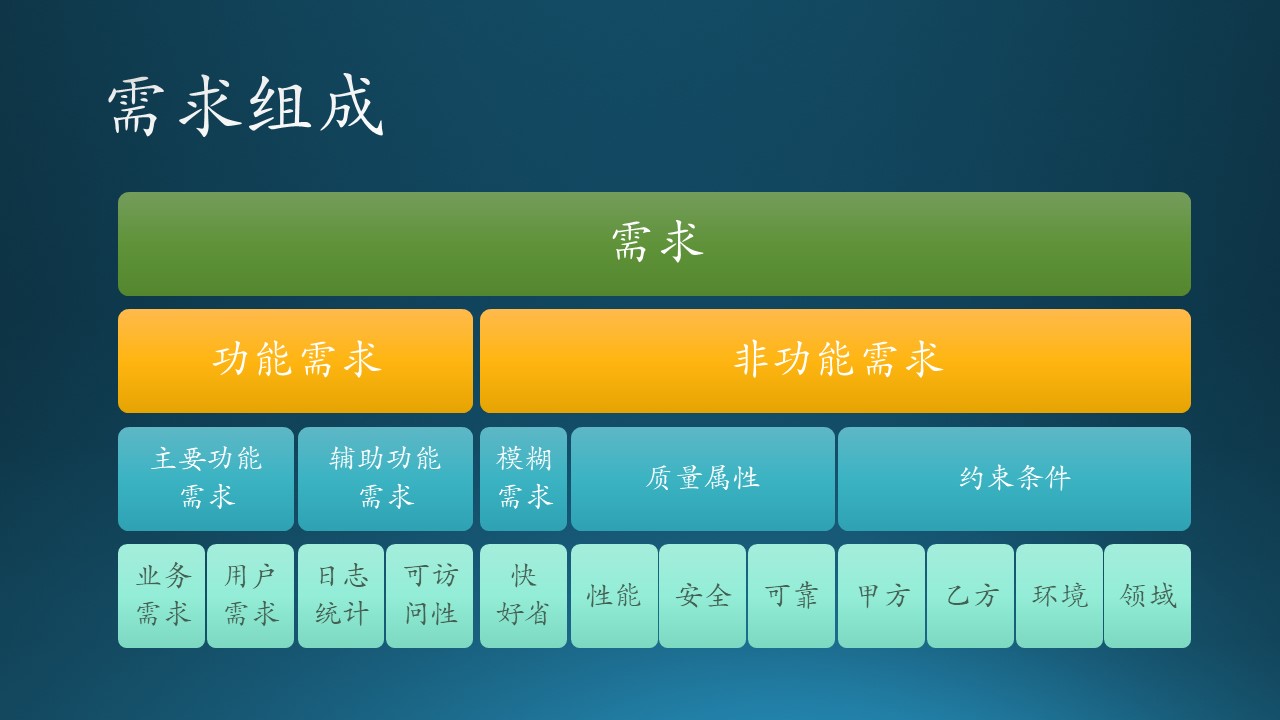 需求组成
需求
功能需求
非功能需求
主要功能
需求
辅助功能
需求
模糊
需求
质量属性
约束条件
业务
需求
用户
需求
日志
统计
可访
问性
快
好省
性能
安全
可靠
甲方
乙方
环境
领域